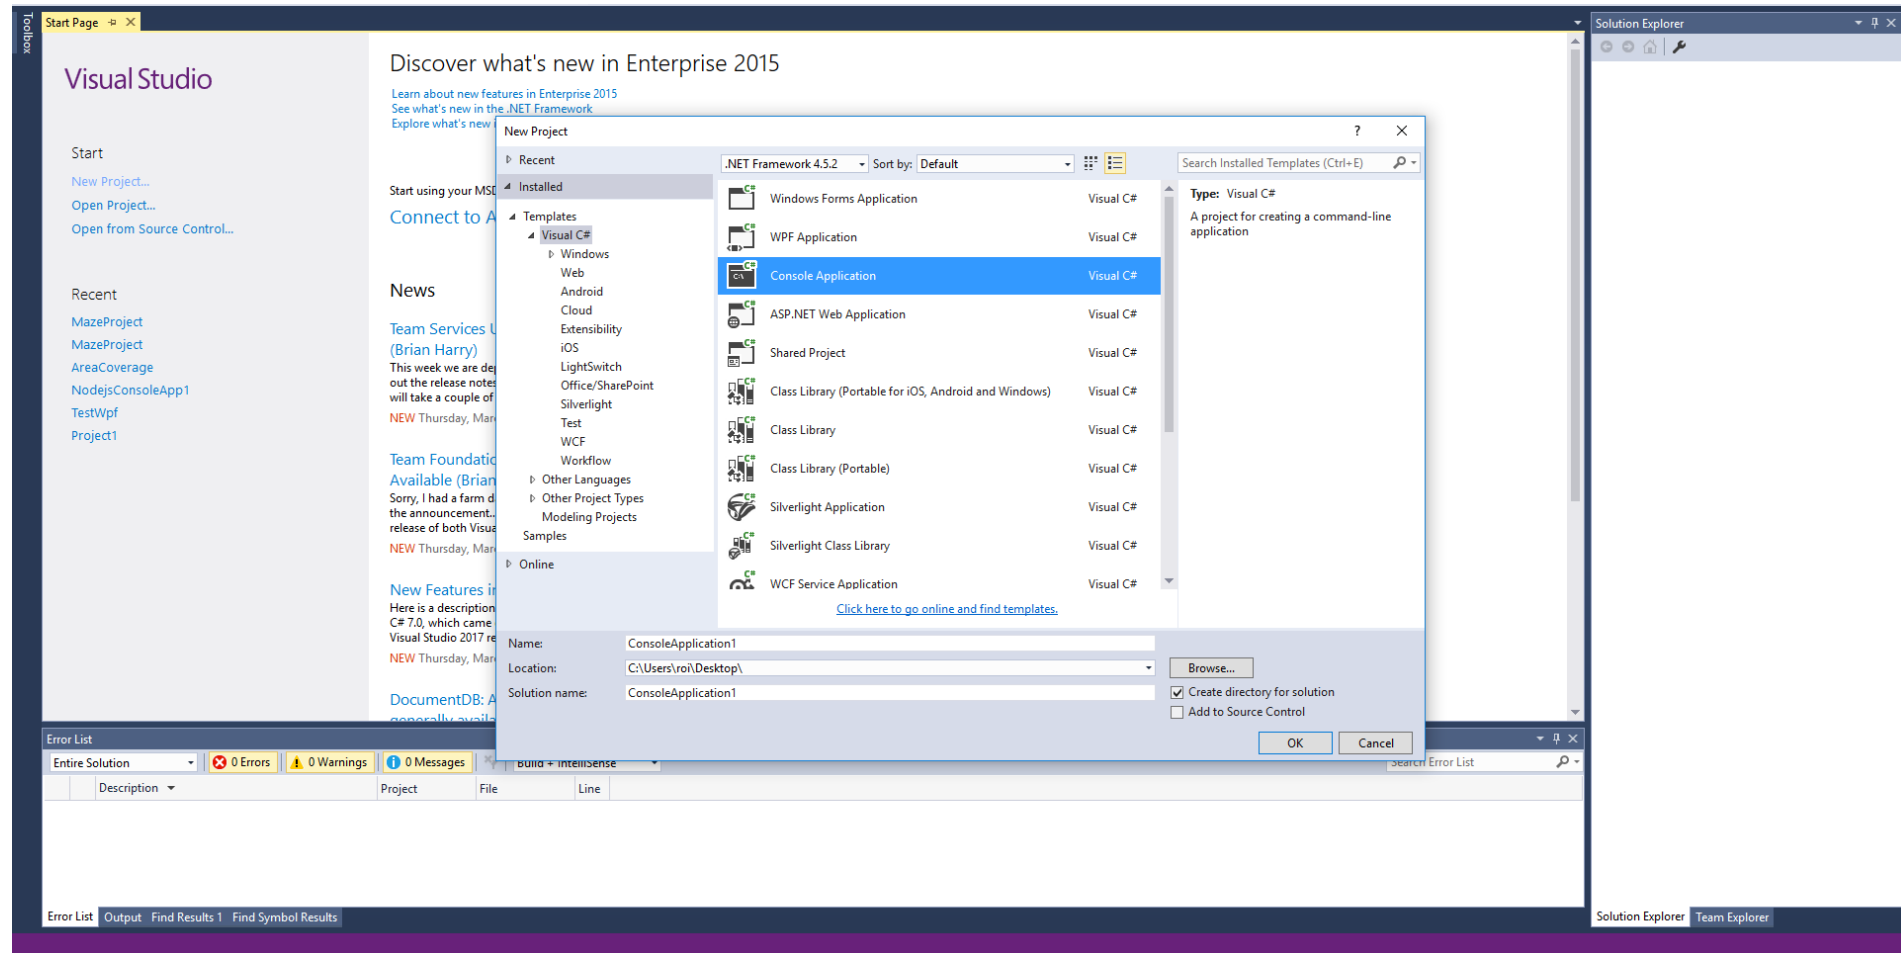 Toolbox
Start Page
Visual Studio
Start
New Project...
Open Project...
Open from Source Control...
Recent
MazeProject
MazeProject
AreaCoverage
NodejsConsoleApp1
TestWpf
Project1
Discover what's new in Enterprise 2015
Learn about new features in Enterprise 2015
See what's new in the .NET Framework
Explore what's new
Start using your
Connect to
News
Team Services
(Brian Harry)
This week we are
out the release notes
will take a couple of
NEW Thursday,
Team
Available
Sorry, I had a farm
the announcement..
release of both
NEW Thursday,
New Features
Here is a description
C# 7.0, which came
Visual Studio 2017
NEW Thursday,
DocumentDB:
generally
New Project
?
Recent
Installed
Templates
Visual C#
Windows
Web
Android
Cloud
Extensibility
iOS
LightSwitch
Office/SharePoint
Silverlight
Test
WCF
Workflow
Other Languages
Other Project Types
Modeling Projects
Samples
Online
.NET Framework 4.5.2 Sort by: Default
Windows Forms Application Visual C#
WPF Application Visual C#
Console Application Visual C#
ASP.NET Web Application Visual C#
Shared Project Visual C#
Class Library (Portable for iOS, Android and Windows) Visual C#
Class Library Visual C#
Class Library (Portable) Visual C#
Silverlight Application Visual C#
Silverlight Class Library Visual C#
WCF Service Application Visual C#
Click here to go online and find templates.
Search Installed Templates (Ctrl+E)
Type: Visual C#
A project for creating a command-line
application
Name: ConsoleApplication1
Location: C:\Users\roi\Desktop\ Browse...
Solution name: ConsoleApplication1 Create directory for solution
Add to Source Control
OK Cancel
Error List
Entire Solution 0 Errors 0 Warnings 0 Messages Build + IntelliSense Search Error List
Description Project File Line
Error List Output Find Results 1 Find Symbol Results
Solution Explorer
Solution Explorer Team Explorer